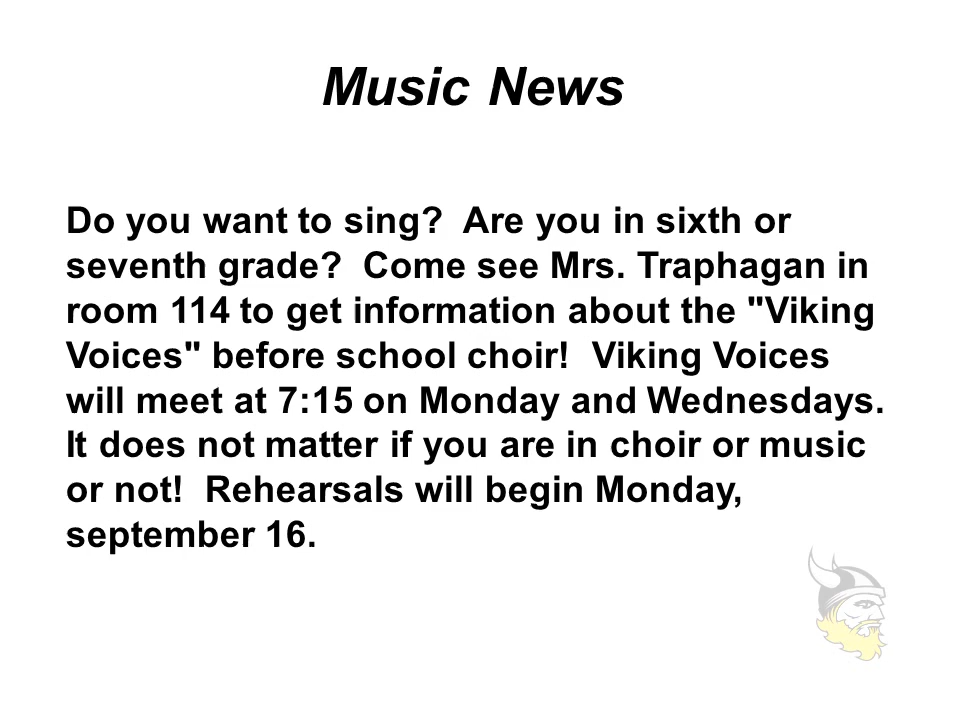 Music News
Do you want to sing?  Are you in sixth or
seventh grade?  Come see Mrs. Traphagan in
room 114 to get information about the "Viking
Voices" before school choir!  Viking Voices
will meet at 7:15 on Monday and Wednesdays.
It does not matter if you are in choir or music
or not!  Rehearsals will begin Monday,
september 16.